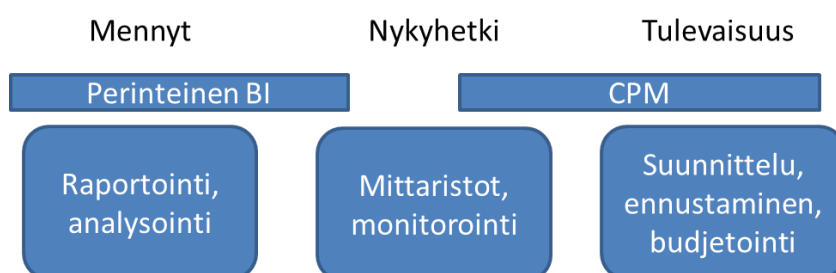 Mennyt
Nykyhetki
Tulevaisuus
Perinteinen BI
CPM
Raportointi,
analysointi
Mittaristot,
monitorointi
Suunnittelu,
ennustaminen,
budjetointi